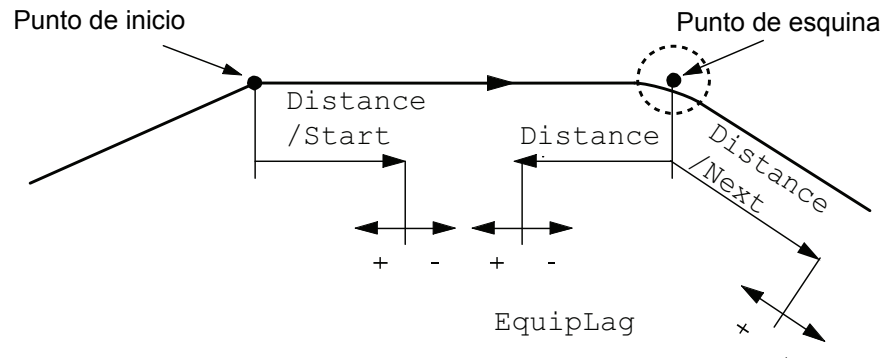 Punto de inicio
Punto de esquina
Distance
/Start
Distance
Distance
/Next
+ - + -
+
EquipLag